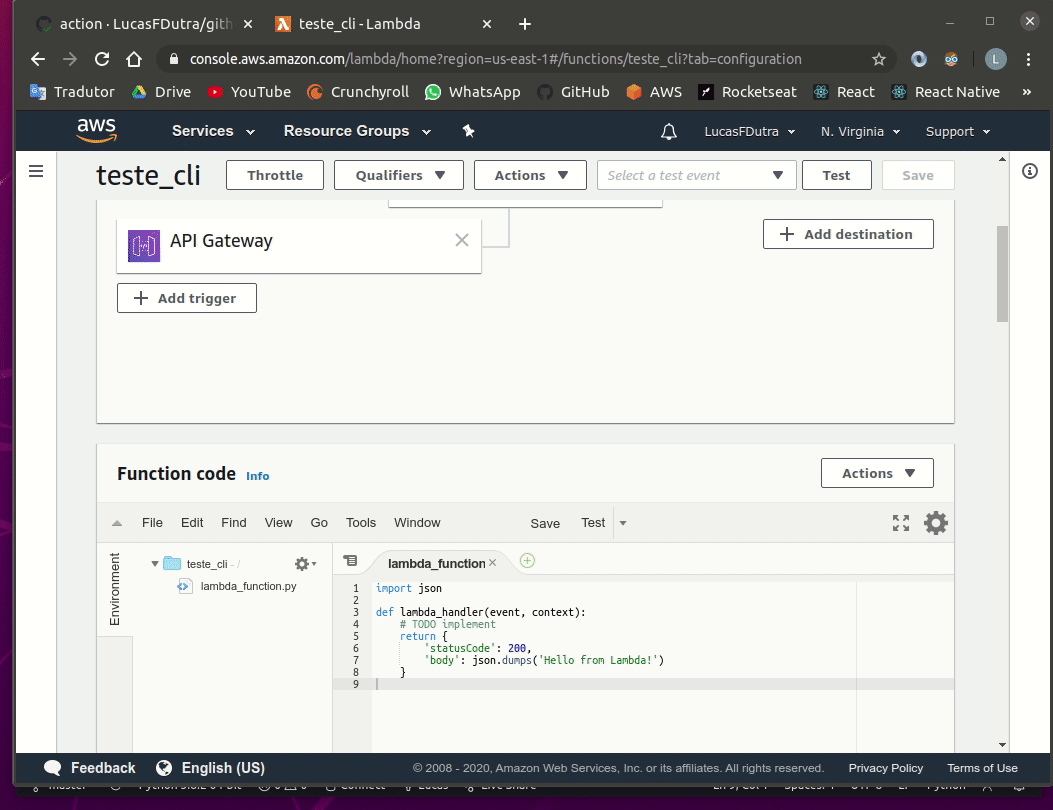 action · LucasFDutra/gith
teste_cli - Lambda
console.aws.amazon.com/lambda/home?region=us-east-1#/functions/teste_cli?tab=configuration
L
Tradutor Drive YouTube Crunchyroll WhatsApp GitHub AWS Rocketseat React React Native »
aws Services Resource Groups LucasFDutra N. Virginia Support
teste_cli Throttle Qualifiers Actions Select a test event Test Save
API Gateway
Add destination
Add trigger
Function code Info
Actions
File Edit Find View Go Tools Window Save Test
Environment
teste_cli - /
lambda_function.py
lambda_function
1 import json
2
3 def lambda_handler(event, context):
4 # TODO implement
5 return {
6 'statusCode': 200,
7 'body': json.dumps('Hello from Lambda!')
8 }
9
Feedback English (US) © 2008 - 2020, Amazon Web Services, Inc. or its affiliates. All rights reserved. Privacy Policy Terms of Use